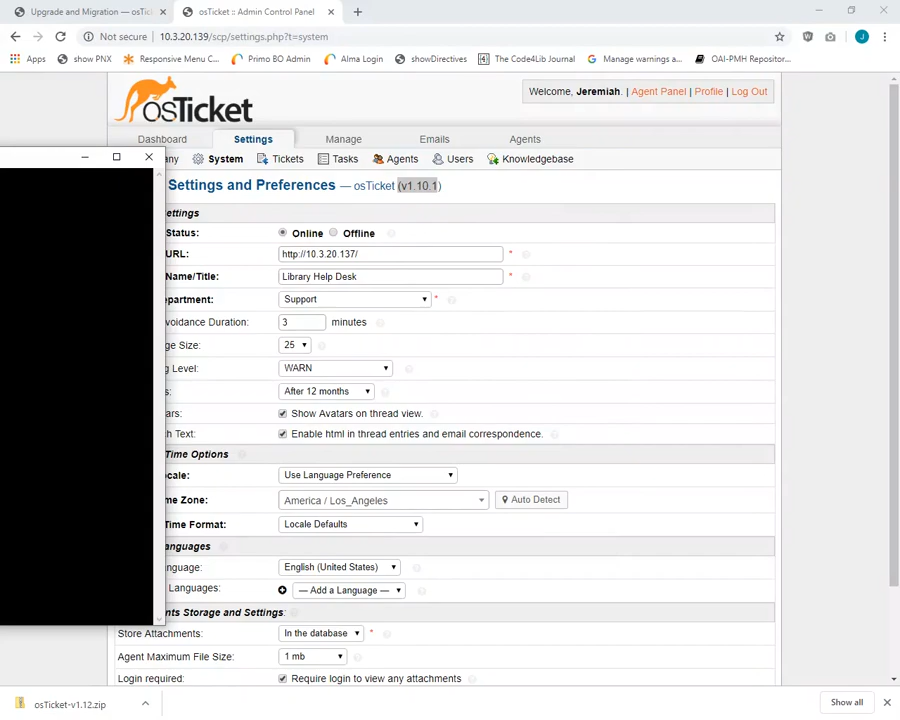 Upgrade and Migration — osTic
osTicket :: Admin Control Panel
Not secure | 10.3.20.139/scp/settings.php?t=system
Apps
show PNX
Responsive Menu C...
Primo BO Admin
Alma Login
showDirectives
The Code4Lib Journal
Manage warnings a...
OAI-PMH Repositor...
osTicket
Welcome, Jeremiah. | Agent Panel | Profile | Log Out
Dashboard
Settings
Manage
Emails
Agents
any
System
Tickets
Tasks
Agents
Users
Knowledgebase
Settings and Preferences — osTicket (v1.10.1)
ettings
Status:
Online
Offline
URL:
http://10.3.20.137/
*
Name/Title:
Library Help Desk
*
epartment:
Support
*
voidance Duration:
3
minutes
ge Size:
25
g Level:
WARN
s:
After 12 months
ars:
Show Avatars on thread view.
h Text:
Enable html in thread entries and email correspondence.
Time Options
ocale:
Use Language Preference
me Zone:
America / Los_Angeles
Auto Detect
Time Format:
Locale Defaults
anguages
nguage:
English (United States)
Languages:
— Add a Language —
nts Storage and Settings:
Store Attachments:
In the database
*
Agent Maximum File Size:
1 mb
Login required:
Require login to view any attachments
osTicket-v1.12.zip
Show all